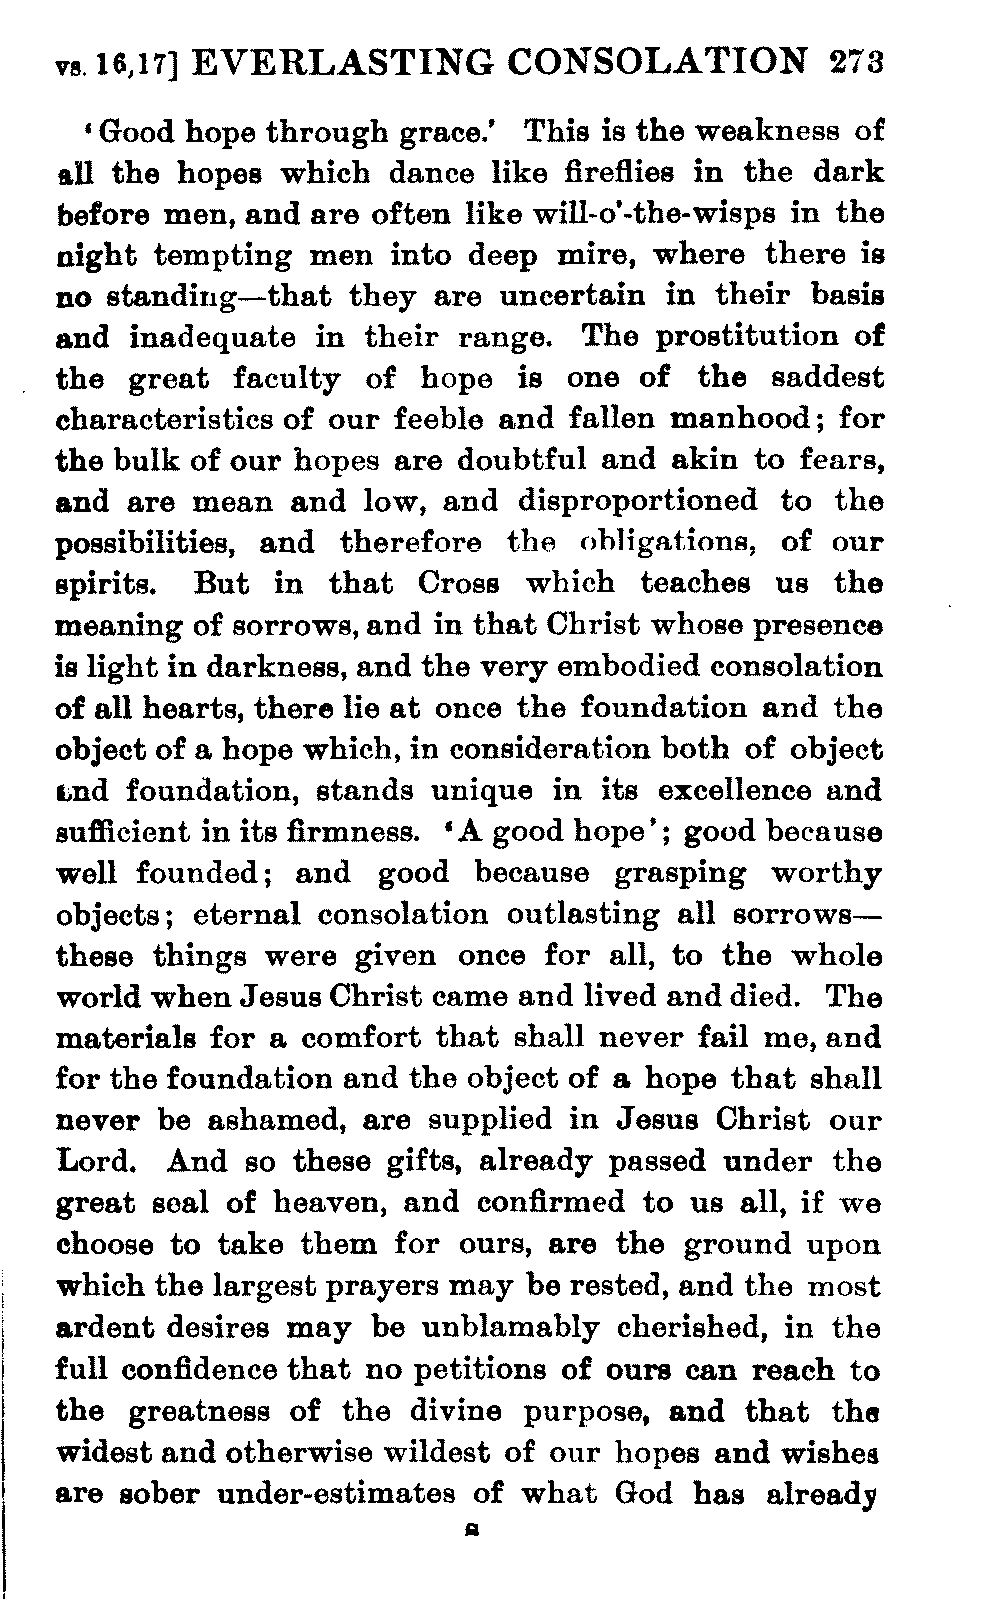 vs. 16,17] EVERLASTING CONSOLATION 273
‘Good hope through grace.’ This is the weakness of
all the hopes which dance like fireflies in the dark
before men, and are often like will-o’-the-wisps in the
night tempting men into deep mire, where there is
no standing—that they are uncertain in their basis
and inadequate in their range. The prostitution of
the great faculty of hope is one of the saddest
characteristics of our feeble and fallen manhood; for
the bulk of our hopes are doubtful and akin to fears,
and are mean and low, and disproportioned to the
possibilities, and therefore the obligations, of our
spirits. But in that Cross which teaches us the
meaning of sorrows, and in that Christ whose presence
is light in darkness, and the very embodied consolation
of all hearts, there lie at once the foundation and the
object of a hope which, in consideration both of object
and foundation, stands unique in its excellence and
sufficient in its firmness. ‘A good hope’; good because
well founded; and good because grasping worthy
objects; eternal consolation outlasting all sorrows—
these things were given once for all, to the whole
world when Jesus Christ came and lived and died. The
materials for a comfort that shall never fail me, and
for the foundation and the object of a hope that shall
never be ashamed, are supplied in Jesus Christ our
Lord. And so these gifts, already passed under the
great seal of heaven, and confirmed to us all, if we
choose to take them for ours, are the ground upon
which the largest prayers may be rested, and the most
ardent desires may be unblamably cherished, in the
full confidence that no petitions of ours can reach to
the greatness of the divine purpose, and that the
widest and otherwise wildest of our hopes and wishes
are sober under-estimates of what God has already
S